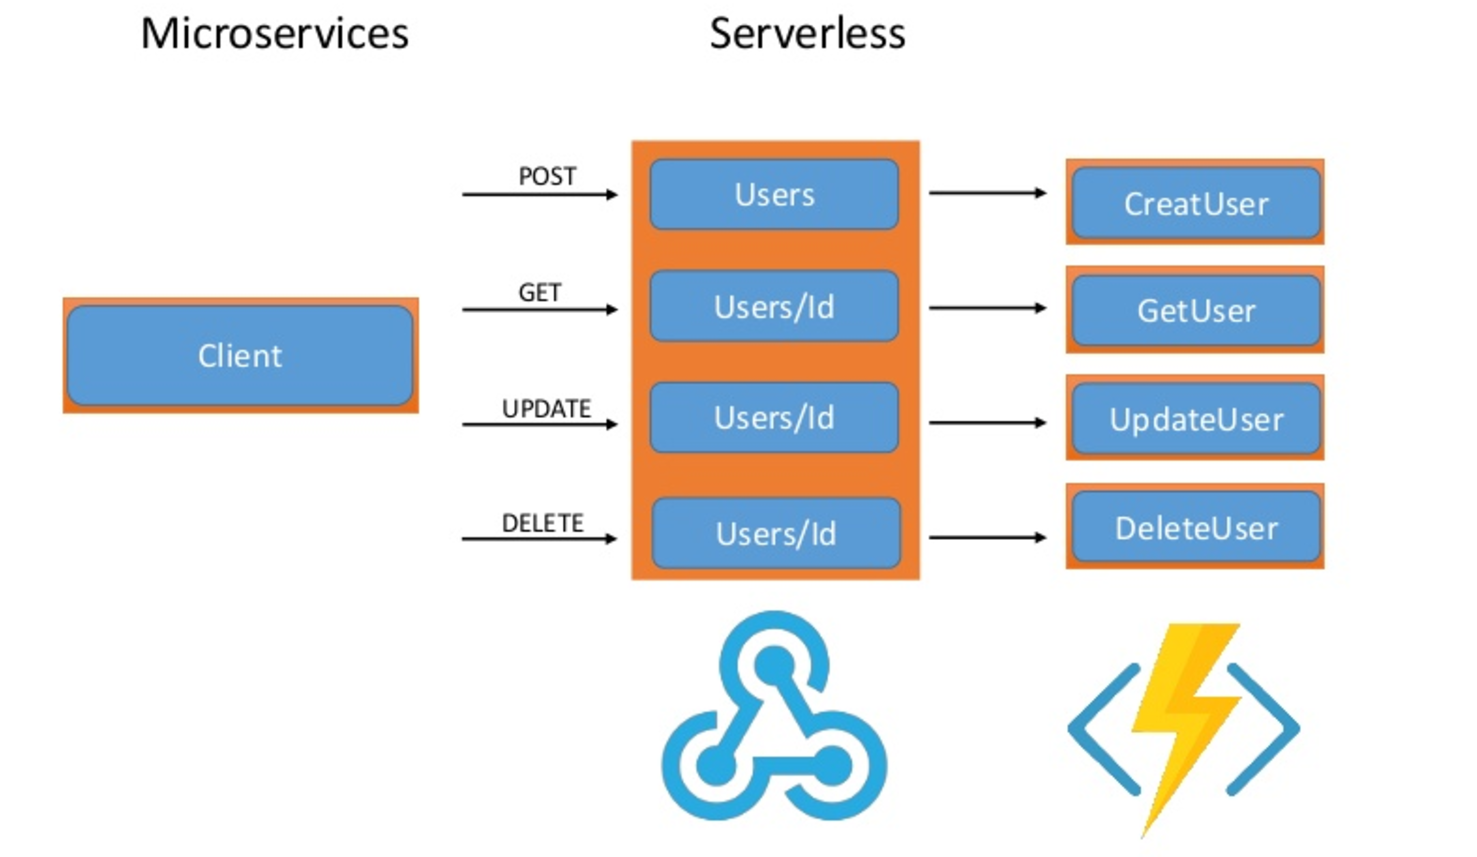 Microservices
Serverless
Client
POST
Users
CreatUser
GET
Users/Id
GetUser
UPDATE
Users/Id
UpdateUser
DELETE
Users/Id
DeleteUser